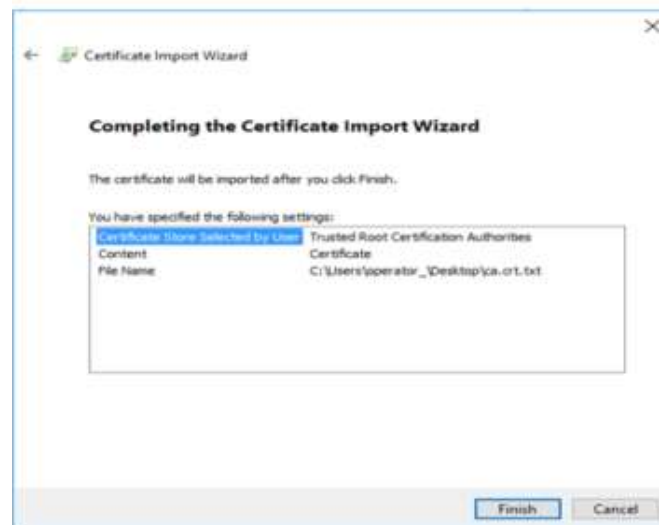 Certificate Import Wizard
Completing the Certificate Import Wizard
The certificate will be imported after you click Finish.
You have specified the following settings:
Certificate Store Selected by User Trusted Root Certification Authorities
Content Certificate
File Name C:\Users\operator_\Desktop\ca.crt.txt
Finish Cancel